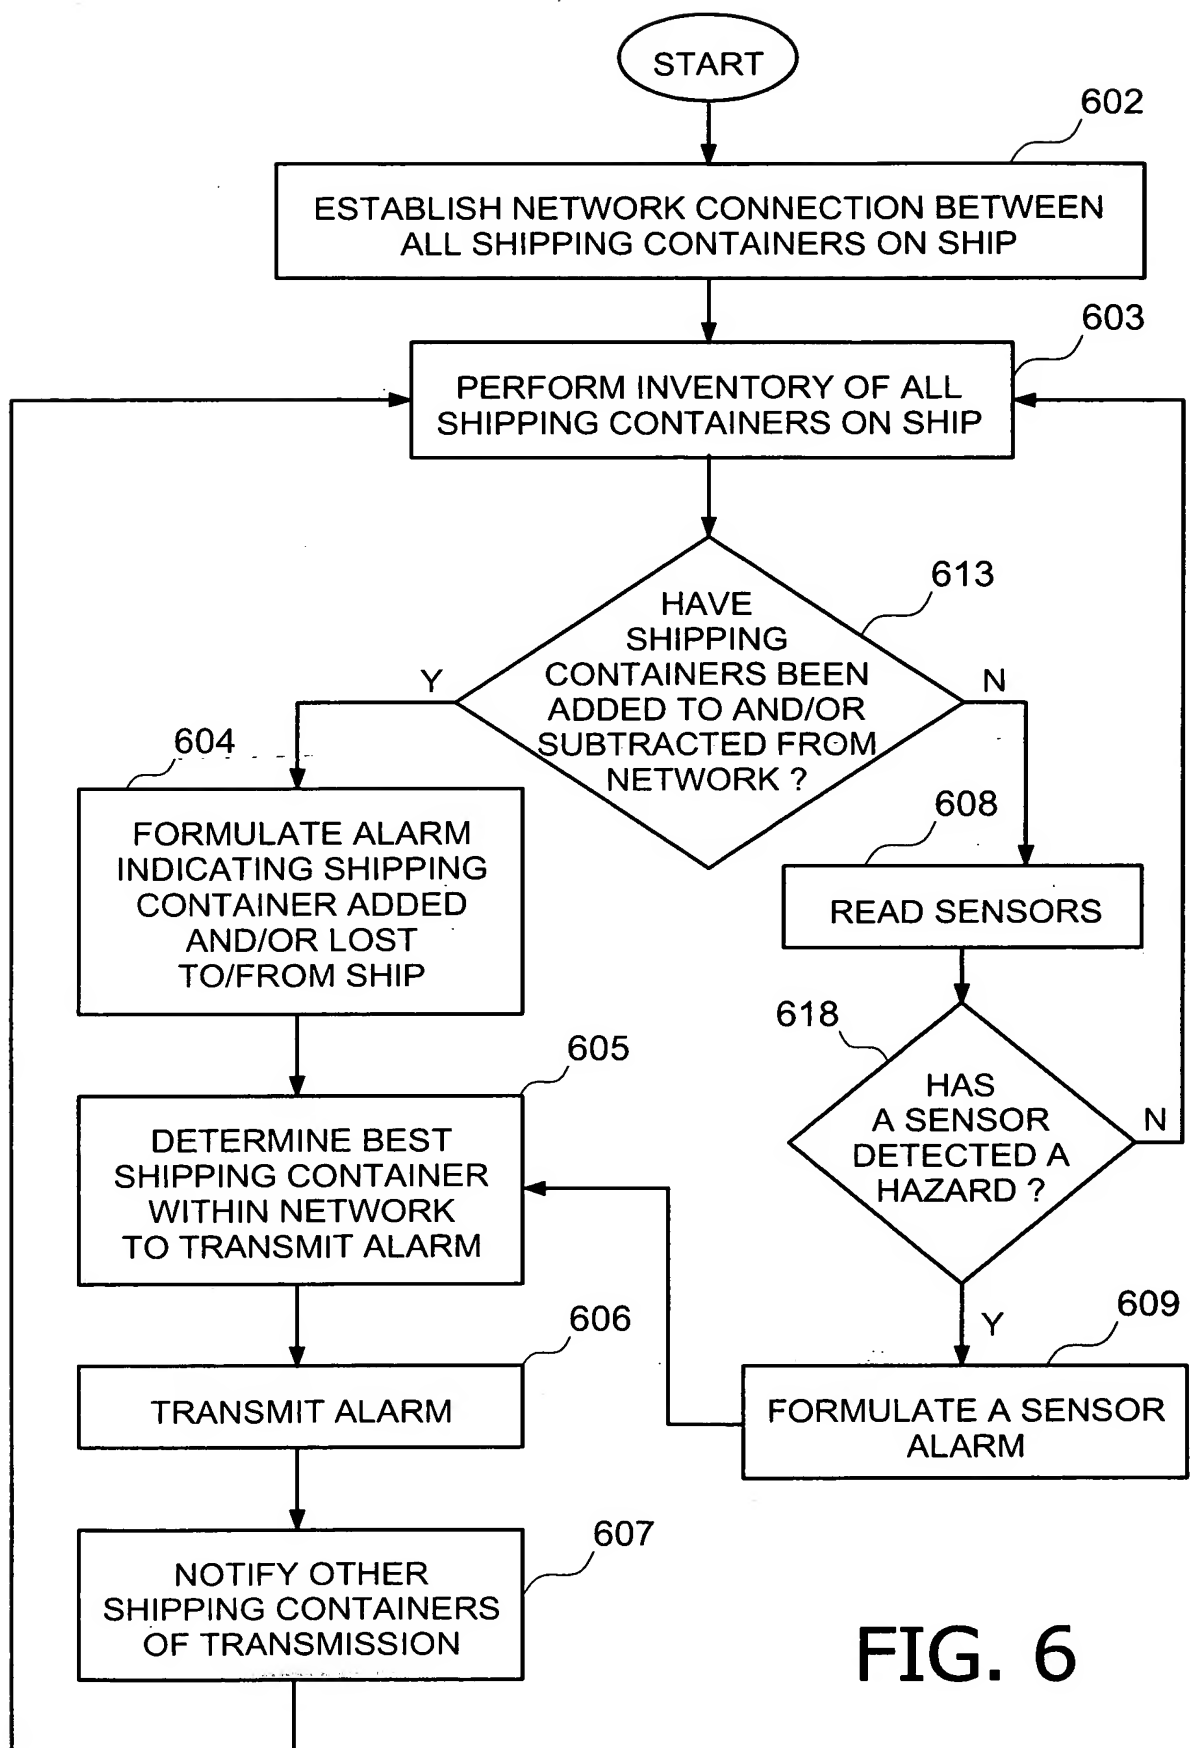 START
602
ESTABLISH NETWORK CONNECTION BETWEEN
ALL SHIPPING CONTAINERS ON SHIP
603
PERFORM INVENTORY OF ALL
SHIPPING CONTAINERS ON SHIP
613
HAVE
SHIPPING
CONTAINERS BEEN
ADDED TO AND/OR
SUBTRACTED FROM
NETWORK ?
Y
N
604
FORMULATE ALARM
INDICATING SHIPPING
CONTAINER ADDED
AND/OR LOST
TO/FROM SHIP
608
READ SENSORS
618
HAS
A SENSOR
DETECTED A
HAZARD ?
N
Y
605
DETERMINE BEST
SHIPPING CONTAINER
WITHIN NETWORK
TO TRANSMIT ALARM
609
FORMULATE A SENSOR
ALARM
606
TRANSMIT ALARM
607
NOTIFY OTHER
SHIPPING CONTAINERS
OF TRANSMISSION
FIG. 6